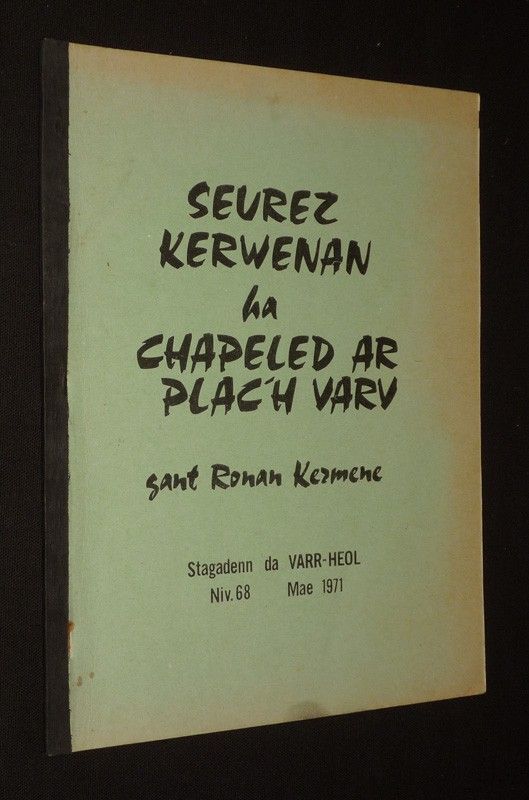 SEUREZ
KERWENAN
ha
CHAPELED AR
PLAC'H VARV
gant Ronan Kermene
Stagadenn da VARR-HEOL
Niv.68 Mae 1971